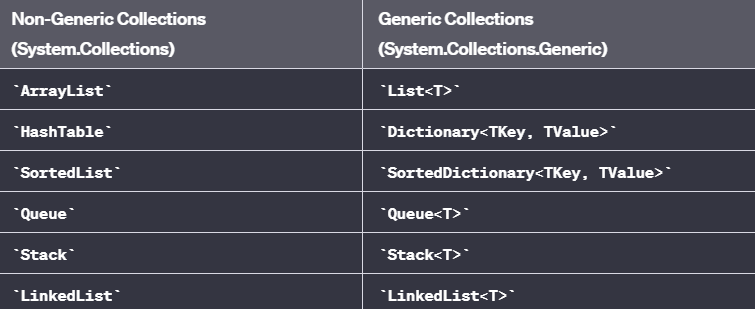 Non-Generic Collections
(System.Collections)
Generic Collections
(System.Collections.Generic)
`ArrayList`
`List<T>`
`HashTable`
`Dictionary<TKey, TValue>`
`SortedList`
`SortedDictionary<TKey, TValue>`
`Queue`
`Queue<T>`
`Stack`
`Stack<T>`
`LinkedList`
`LinkedList<T>`